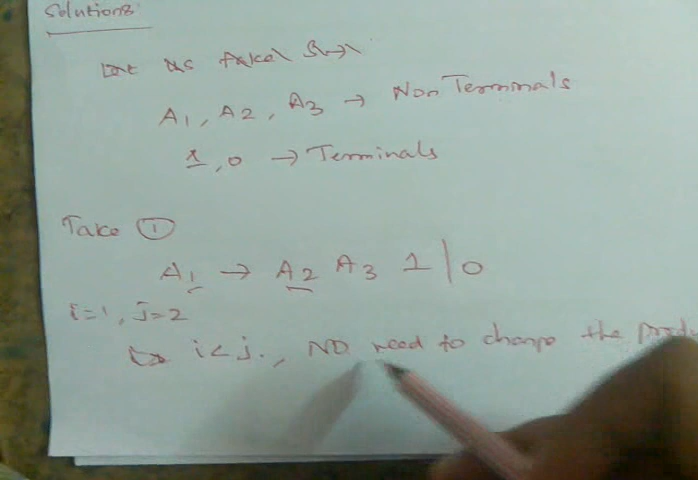 Solutions:
Let us take
A1, A2, A3 → Non Terminals
1, 0 → Terminals
Take ①
A1 → A2 A3 1 | 0
i=1, j=2
i < j., NO need to change the produ